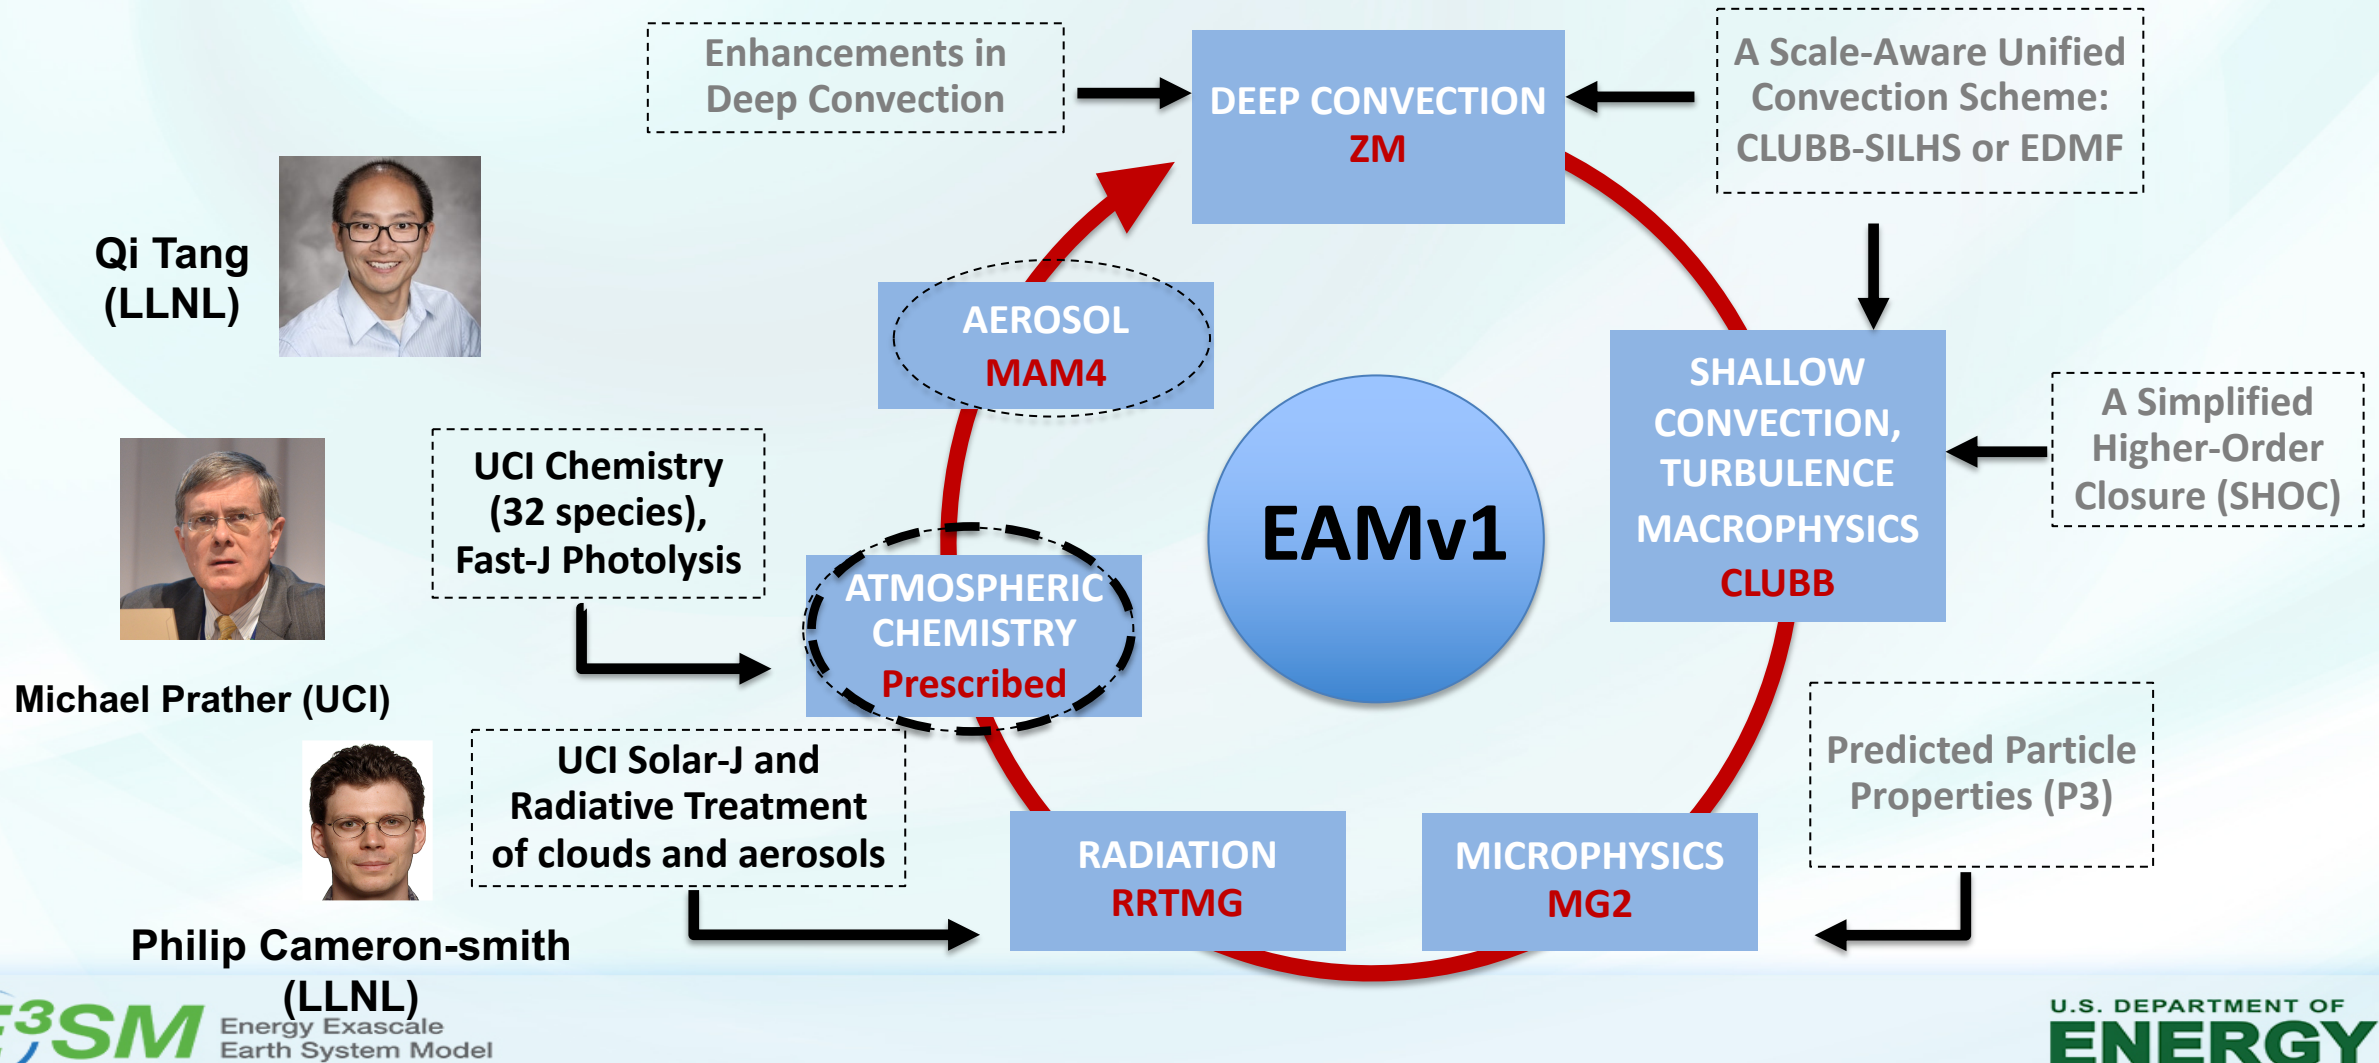 Enhancements in
Deep Convection
DEEP CONVECTION
ZM
A Scale-Aware Unified
Convection Scheme:
CLUBB-SILHS or EDMF
Qi Tang
(LLNL)
AEROSOL
MAM4
SHALLOW
CONVECTION,
TURBULENCE
MACROPHYSICS
CLUBB
A Simplified
Higher-Order
Closure (SHOC)
UCI Chemistry
(32 species),
Fast-J Photolysis
EAMv1
ATMOSPHERIC
CHEMISTRY
Prescribed
Michael Prather (UCI)
UCI Solar-J and
Radiative Treatment
of clouds and aerosols
Predicted Particle
Properties (P3)
RADIATION
RRTMG
MICROPHYSICS
MG2
Philip Cameron-smith
(LLNL)
E3SM
Energy Exascale
Earth System Model
U.S. DEPARTMENT OF
ENERGY